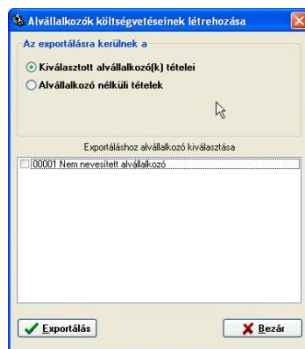 Alvállalkozók költségvetéseinek létrehozása
Az exportálásra kerülnek a
Kiválasztott alvállalkozó(k) tételei
Alvállalkozó nélküli tételek
Exportáláshoz alvállalkozó kiválasztása
00001 Nem nevesített alvállalkozó
Exportálás
Bezár